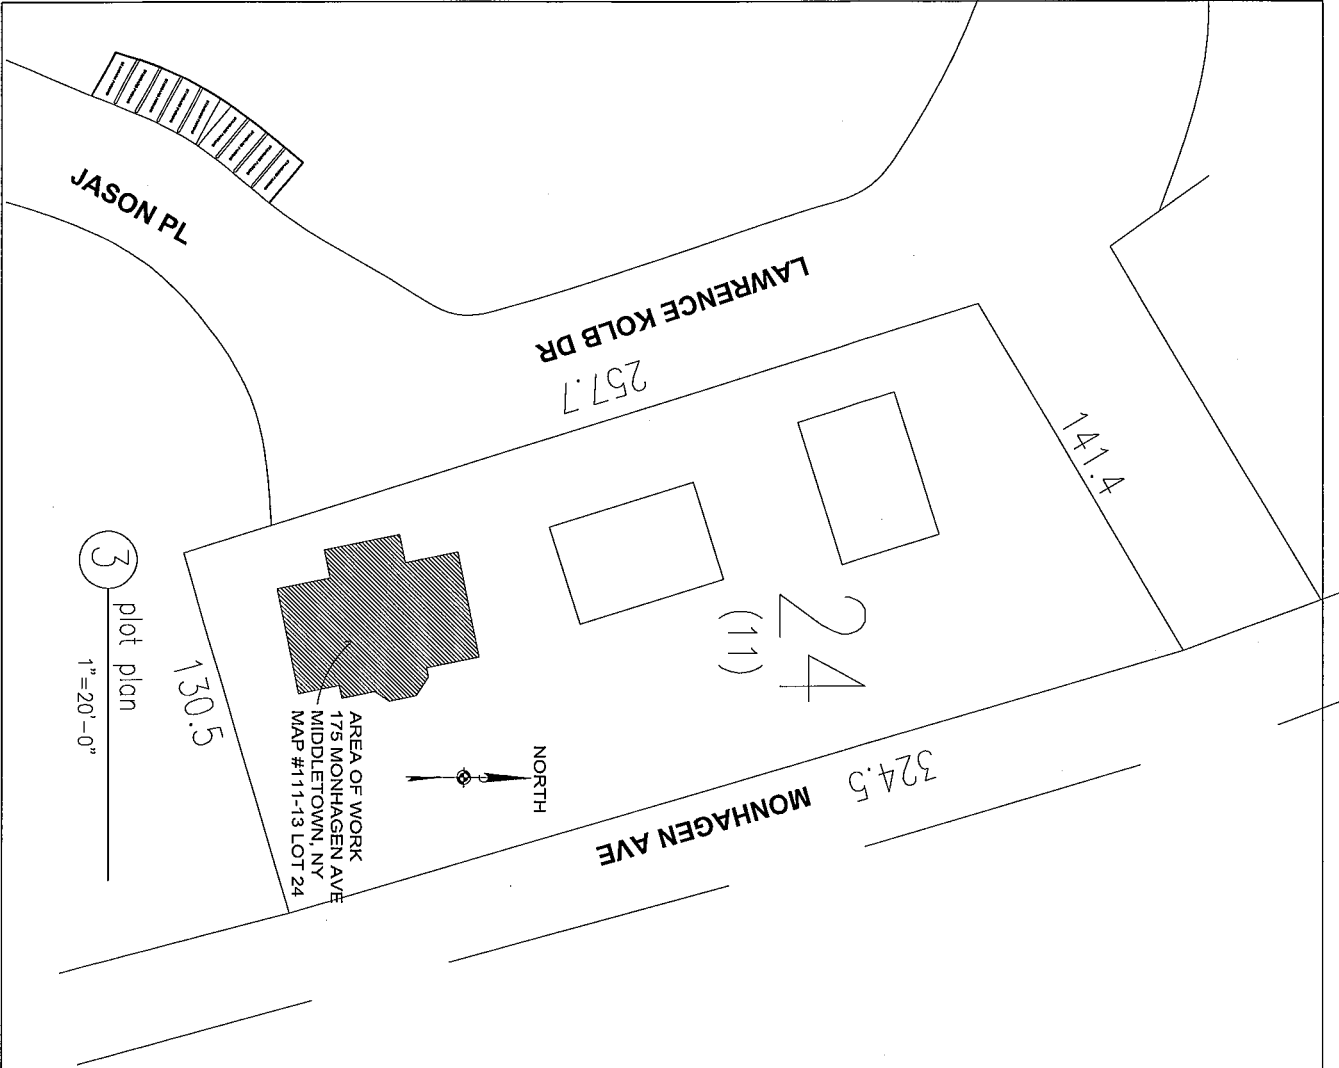 JASON PL
LAWRENCE KOLB DR
257.7
141.4
24
(11)
130.5
324.5
MONHAGEN AVE
NORTH
AREA OF WORK
175 MONHAGEN AVE
MIDDLETOWN, NY
MAP #111-13 LOT 24
3
plot plan
1"=20'-0"